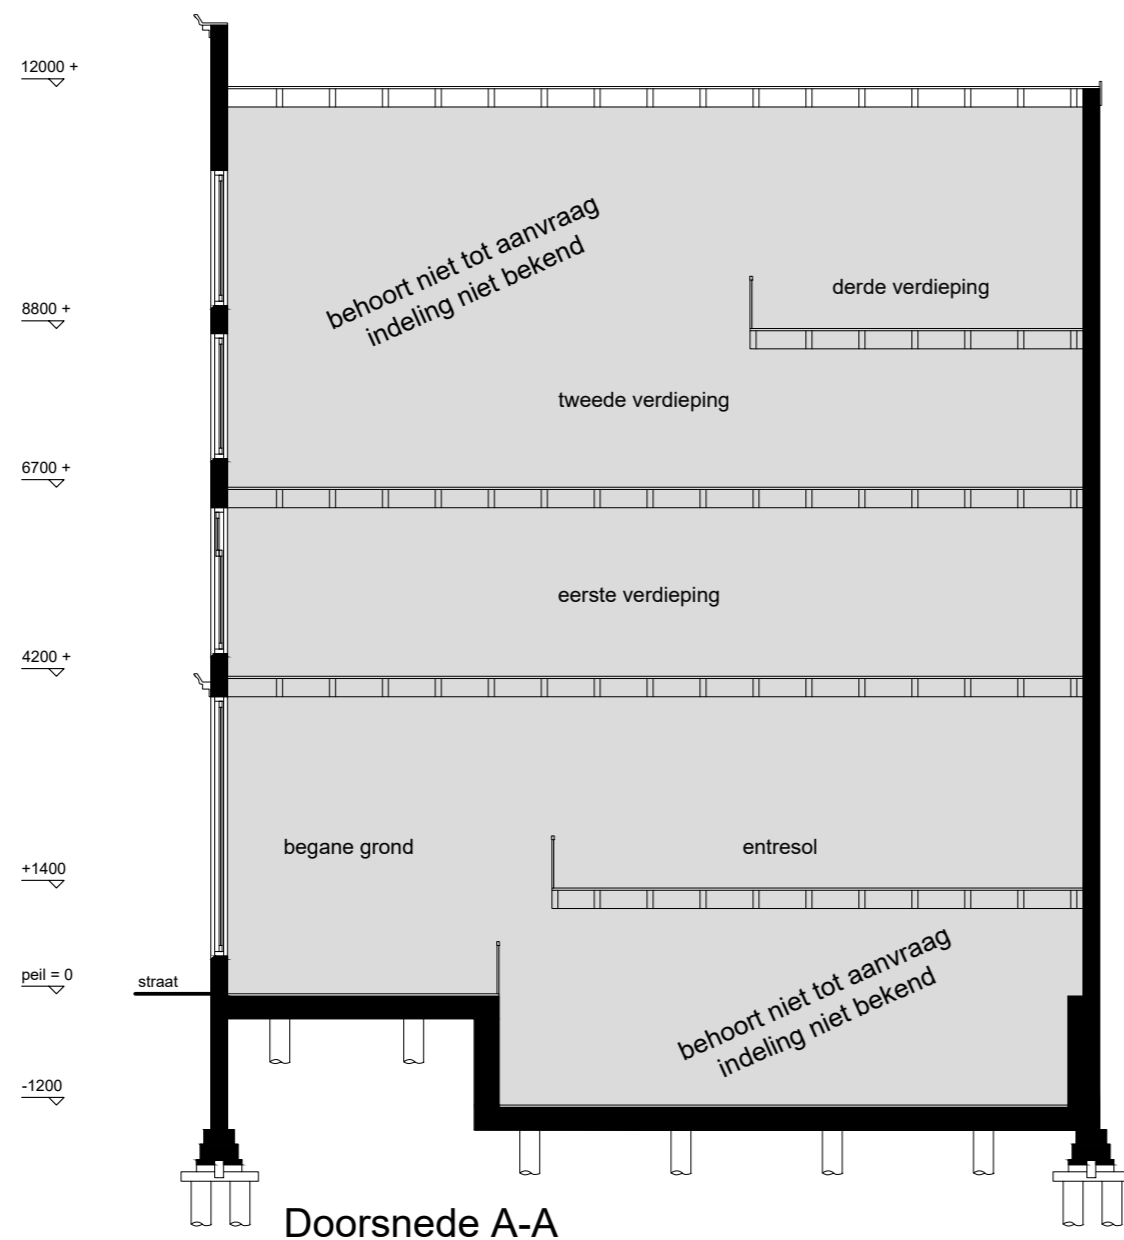 12000 +
behoort niet tot aanvraag
indeling niet bekend
derde verdieping
8800 +
tweede verdieping
6700 +
eerste verdieping
4200 +
begane grond
entresol
+1400
behoort niet tot aanvraag
indeling niet bekend
peil = 0
straat
-1200
Doorsnede A-A